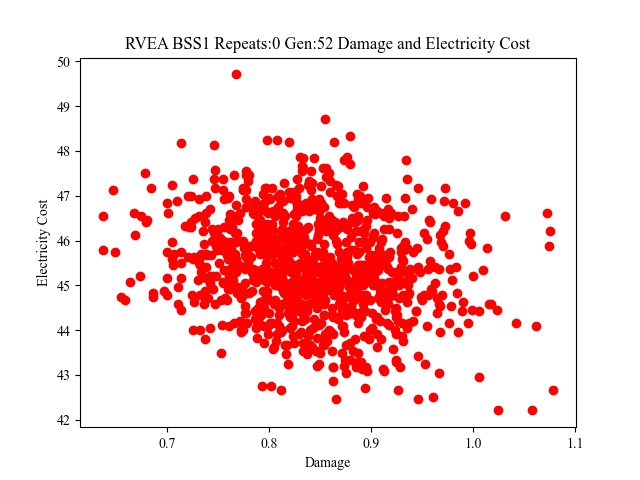 RVEA BSS1 Repeats:0 Gen:52 Damage and Electricity Cost
50
49
48
47
46
45
44
43
42
Electricity Cost
0.7 0.8 0.9 1.0 1.1
Damage